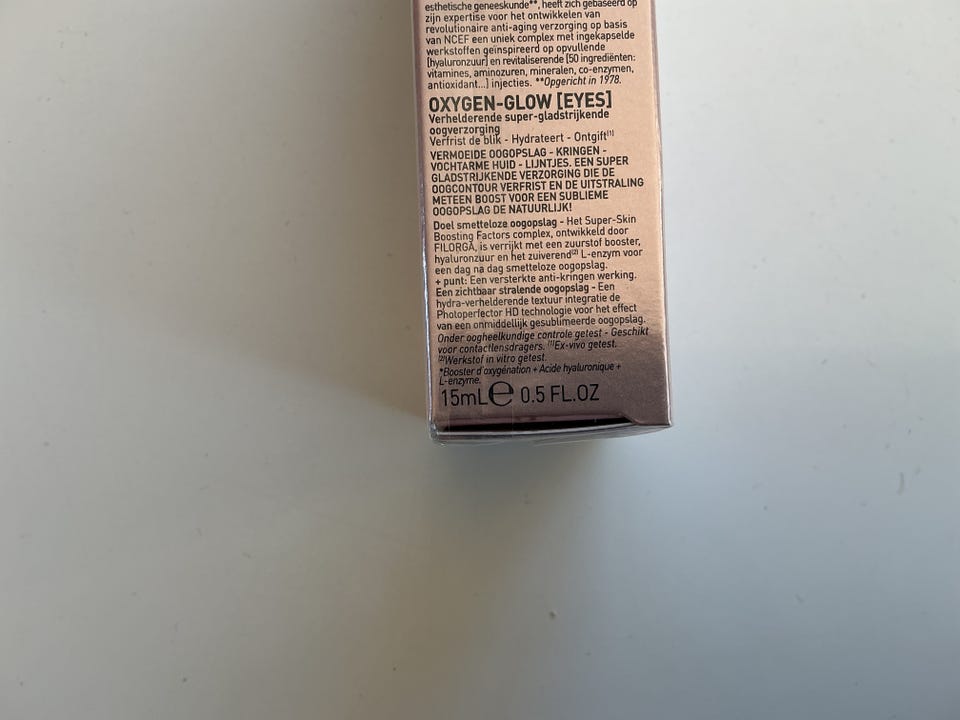 esthetische geneeskunde**, heeft zich gebaseerd op
zijn expertise voor het ontwikkelen van
revolutionaire anti-aging verzorging op basis
van NCEF een uniek complex met ingekapselde
werkstoffen geïnspireerd op opvullende
[hyaluronzuur] en revitaliserende [50 ingrediënten:
vitamines, aminozuren, mineralen, co-enzymen,
antioxidant...] injecties. **Opgericht in 1978.
OXYGEN-GLOW [EYES]
Verhelderende super-gladstrijkende
oogverzorging
Verfrist de blik - Hydrateert - Ontgift(1)
VERMOEIDE OOGOPSLAG - KRINGEN -
VOCHTARME HUID - LIJNTJES. EEN SUPER
GLADSTRIJKENDE VERZORGING DIE DE
OOGCONTOUR VERFRIST EN DE UITSTRALING
METEEN BOOST VOOR EEN SUBLIEME
OOGOPSLAG DE NATUURLIJK!
Doel smetteloze oogopslag - Het Super-Skin
Boosting Factors complex, ontwikkeld door
FILORGA, is verrijkt met een zuurstof booster,
hyaluronzuur en het zuiverend(2) L-enzym voor
een dag na dag smetteloze oogopslag.
+ punt: Een versterkte anti-kringen werking.
Een zichtbaar stralende oogopslag - Een
hydra-verhelderende textuur integratie de
Photoperfector HD technologie voor het effect
van een onmiddellijk gesublimeerde oogopslag.
Onder oogheelkundige controle getest - Geschikt
voor contactlensdragers. (1)Ex-vivo getest.
(2)Werkstof in vitro getest.
*Booster d'oxygénation + Acide hyaluronique +
L-enzyme.
15mL℮ 0.5 FL.OZ